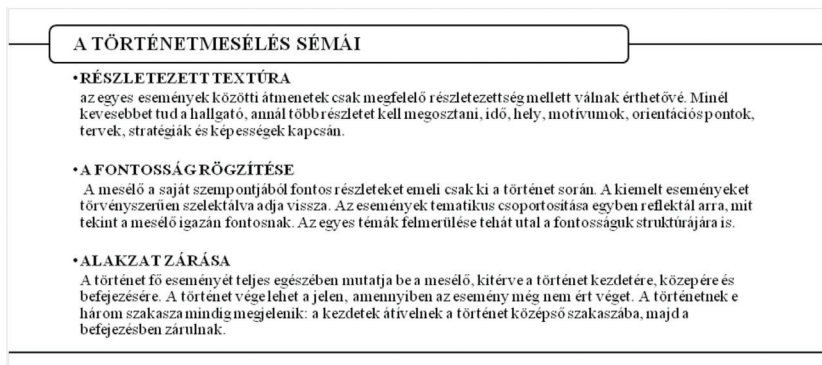 A TÖRTÉNETMESÉLÉS SÉMÁI
•RÉSZLETEZETT TEXTÚRA
az egyes események közötti átmenetek csak megfelelő részletezettség mellett válnak érthetővé. Minél
kevesebbet tud a hallgató, annál több részletet kell megosztani, idő, hely, motívumok, orientációs pontok,
tervek, stratégiák és képességek kapcsán.
•A FONTOSSÁG RÖGZÍTÉSE
A mesélő a saját szempontjából fontos részleteket emeli csak ki a történet során. A kiemelt eseményeket
törvényszerűen szelektálva adja vissza. Az események tematikus csoportosítása egyben reflektál arra, mit
tekint a mesélő igazán fontosnak. Az egyes témák felmerülése tehát utal a fontosságuk struktúrájára is.
•ALAKZAT ZÁRÁSA
A történet fő eseményét teljes egészében mutatja be a mesélő, kitérve a történet kezdetére, közepére és
befejezésére. A történet vége lehet a jelen, amennyiben az esemény még nem ért véget. A történetnek e
három szakasza mindig megjelenik: a kezdetek átívelnek a történet középső szakaszába, majd a
befejezésben zárulnak.